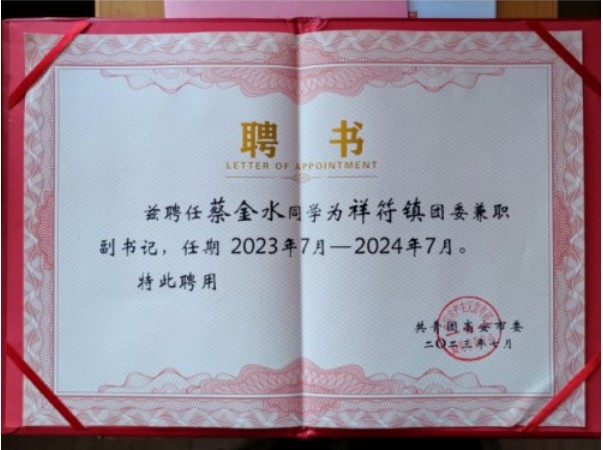 聘 书
LETTER OF APPOINTMENT
兹聘任蔡金水同学为祥符镇团委兼职
副书记，任期 2023年7月—2024年7月。
特此聘用
共青团高安市委
二〇二三年七月